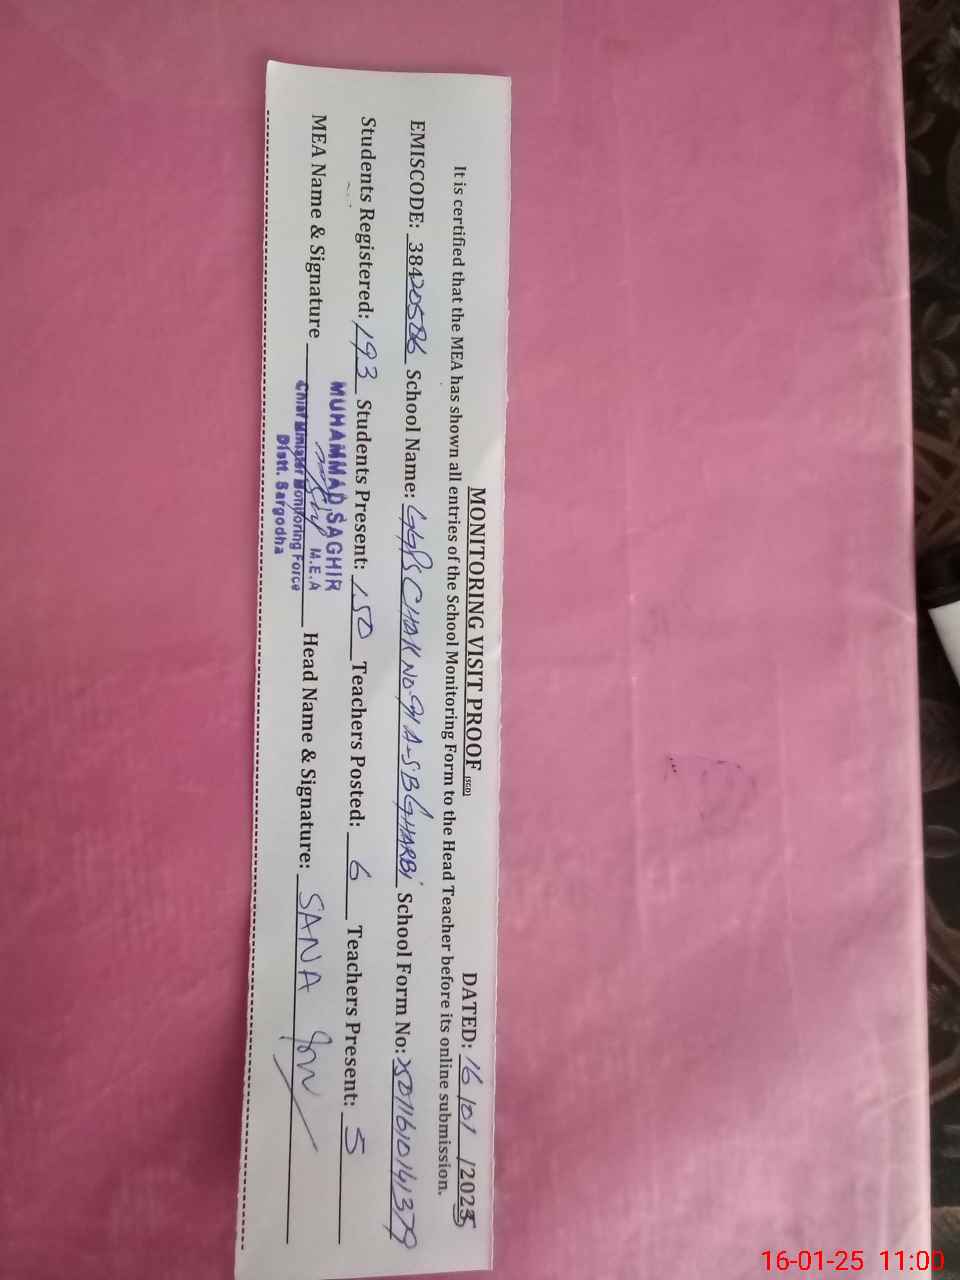 MONITORING VISIT PROOF (SGD) DATED: 16/01/2025
It is certified that the MEA has shown all entries of the School Monitoring Form to the Head Teacher before its online submission.
EMISCODE: 38420586 School Name: GGPS CHAK NO. 91 A-SB GHARBI School Form No: 25011610141379
Students Registered: 193 Students Present: 150 Teachers Posted: 6 Teachers Present: 5
MEA Name & Signature Head Name & Signature: SANA
MUHAMMAD SAGHIR
M.E.A
Chief Minister Monitoring Force
Distt. Sargodha
16-01-25 11:00